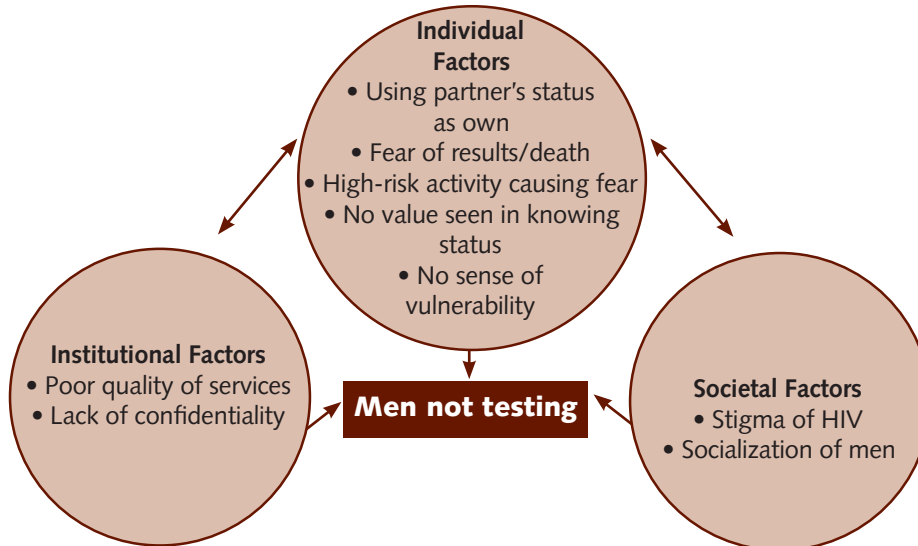 Individual
Factors
• Using partner’s status
as own
• Fear of results/death
• High-risk activity causing fear
• No value seen in knowing
status
• No sense of
vulnerability
Institutional Factors
• Poor quality of services
• Lack of confidentiality
Men not testing
Societal Factors
• Stigma of HIV
• Socialization of men